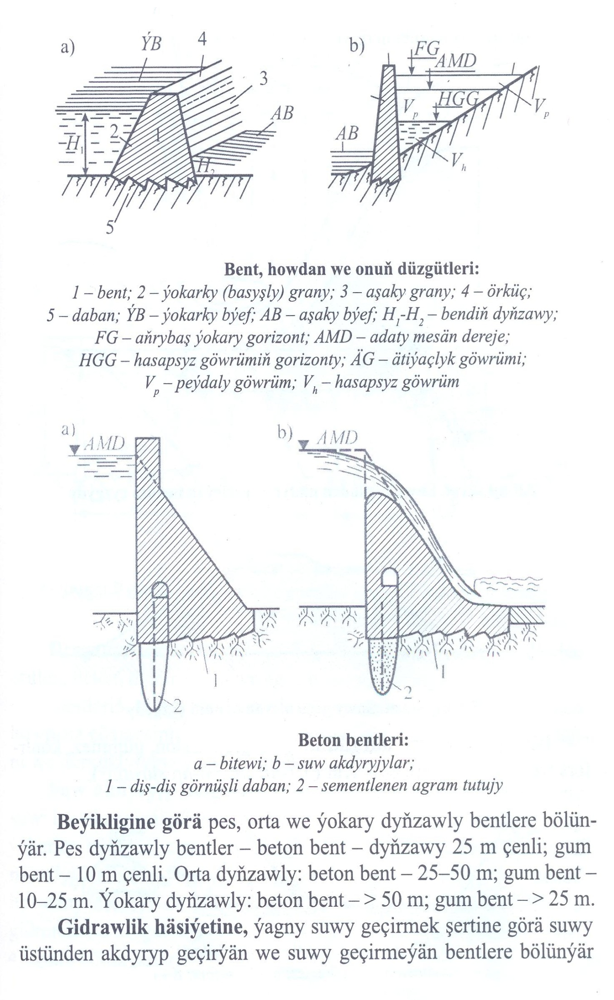 a)
ÝB
4
3
AB
H₁
2
1
H₂
5
b)
FG
AMD
HGG
Vₚ
Vₚ
AB
Vₕ
Bent, howdan we onuň düzgütleri:
1 – bent; 2 – ýokarky (basyşly) grany; 3 – aşaky grany; 4 – örküç;
5 – daban; ÝB – ýokarky býef; AB – aşaky býef; H₁-H₂ – bendiň dyňzawy;
FG – aňrybaş ýokary gorizont; AMD – adaty mesän dereje;
HGG – hasapsyz göwrümiň gorizonty; ÄG – ätiýaçlyk göwrümi;
Vₚ – peýdaly göwrüm; Vₕ – hasapsyz göwrüm
a)
AMD
1
2
b)
AMD
1
2
Beton bentleri:
a – bitewi; b – suw akdyryjylar;
1 – diş-diş görnüşli daban; 2 – sementlenen agram tutujy
Beýikligine görä pes, orta we ýokary dyňzawly bentlere bölün-
ýär. Pes dyňzawly bentler – beton bent – dyňzawy 25 m çenli; gum
bent – 10 m çenli. Orta dyňzawly: beton bent – 25–50 m; gum bent –
10–25 m. Ýokary dyňzawly: beton bent – > 50 m; gum bent – > 25 m.
Gidrawlik häsiýetine, ýagny suwy geçirmek şertine görä suwy
üstünden akdyryp geçirýän we suwy geçirmeýän bentlere bölünýär